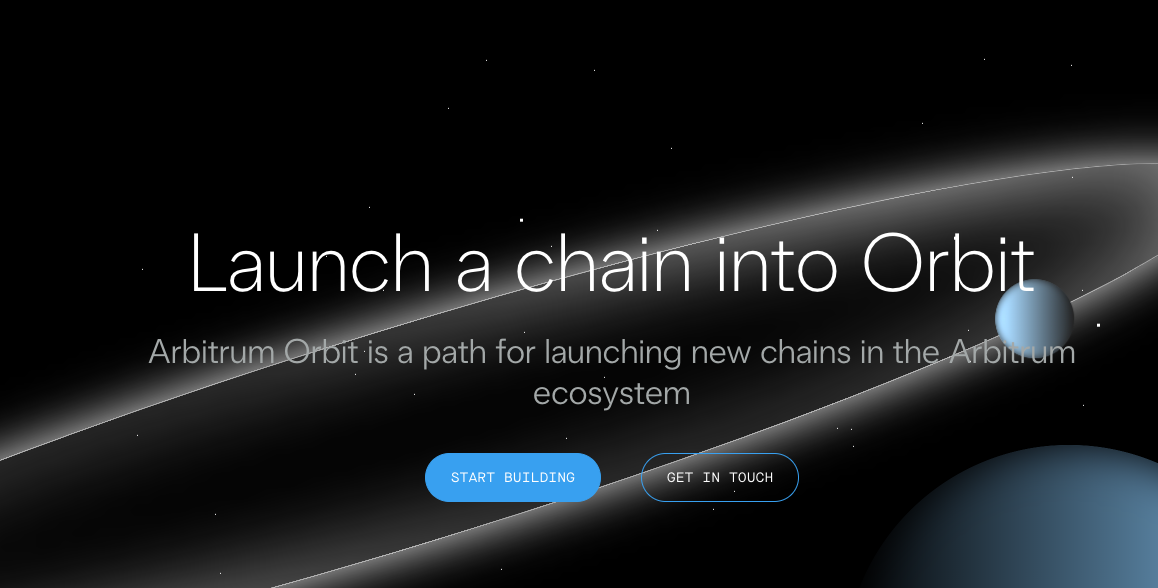 Launch a chain into Orbit
Arbitrum Orbit is a path for launching new chains in the Arbitrum
ecosystem
START BUILDING
GET IN TOUCH